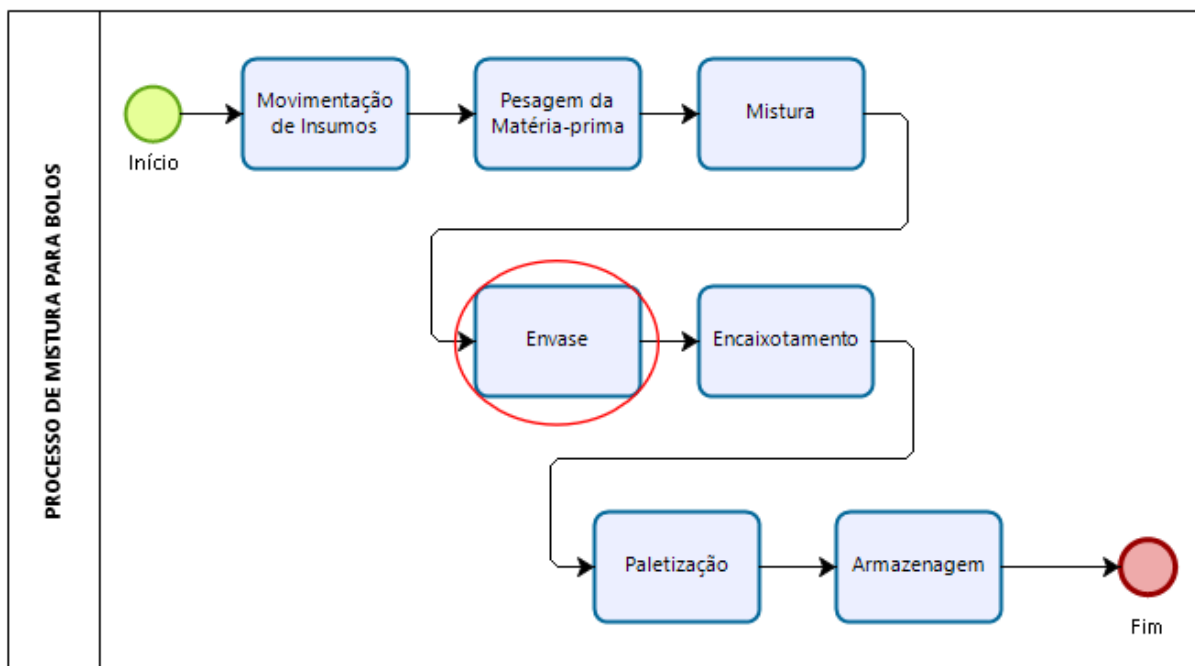 PROCESSO DE MISTURA PARA BOLOS
Início
Movimentação
de Insumos
Pesagem da
Matéria-prima
Mistura
Envase
Encaixotamento
Paletização
Armazenagem
Fim